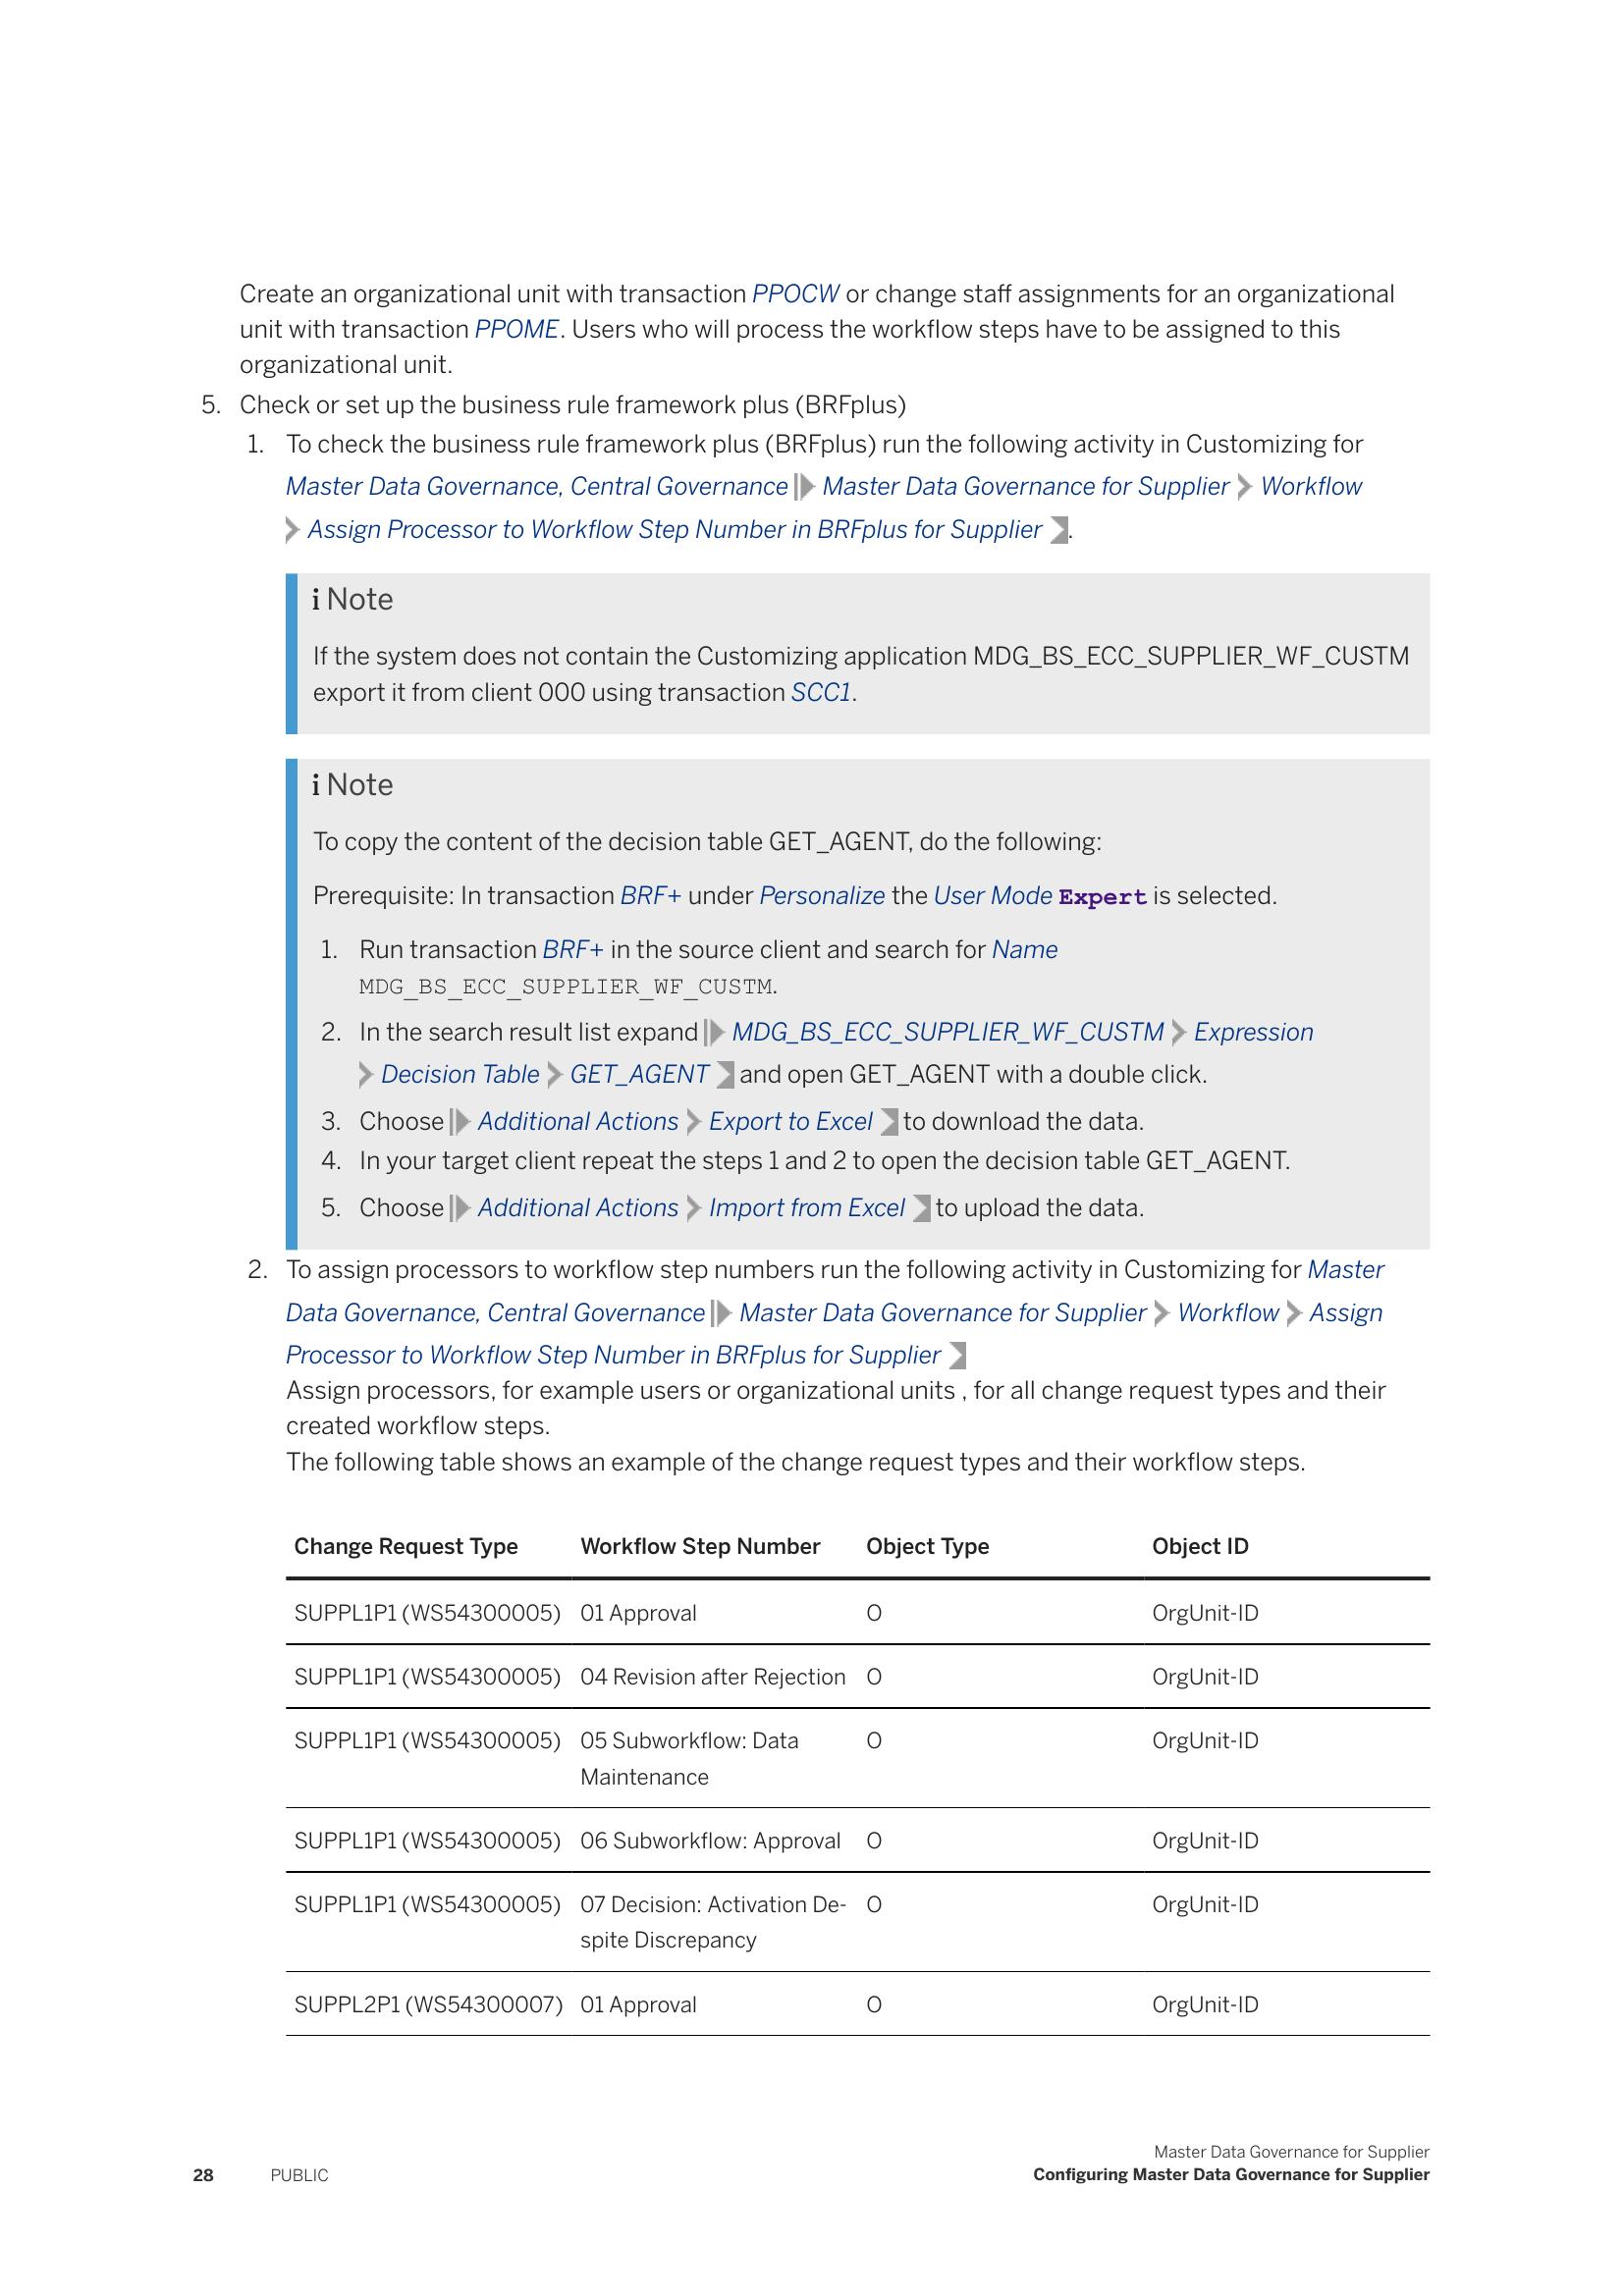 Create an organizational unit with transaction PPOCW or change staff assignments for an organizational
unit with transaction PPOME. Users who will process the workflow steps have to be assigned to this
organizational unit.
5. Check or set up the business rule framework plus (BRFplus)
1. To check the business rule framework plus (BRFplus) run the following activity in Customizing for
Master Data Governance, Central Governance Master Data Governance for Supplier Workflow
Assign Processor to Workflow Step Number in BRFplus for Supplier .
i Note
If the system does not contain the Customizing application MDG_BS_ECC_SUPPLIER_WF_CUSTM
export it from client 000 using transaction SCC1.
i Note
To copy the content of the decision table GET_AGENT, do the following:
Prerequisite: In transaction BRF+ under Personalize the User Mode Expert is selected.
1. Run transaction BRF+ in the source client and search for Name
MDG_BS_ECC_SUPPLIER_WF_CUSTM.
2. In the search result list expand MDG_BS_ECC_SUPPLIER_WF_CUSTM Expression
Decision Table GET_AGENT and open GET_AGENT with a double click.
3. Choose Additional Actions Export to Excel to download the data.
4. In your target client repeat the steps 1 and 2 to open the decision table GET_AGENT.
5. Choose Additional Actions Import from Excel to upload the data.
2. To assign processors to workflow step numbers run the following activity in Customizing for Master
Data Governance, Central Governance Master Data Governance for Supplier Workflow Assign
Processor to Workflow Step Number in BRFplus for Supplier
Assign processors, for example users or organizational units , for all change request types and their
created workflow steps.
The following table shows an example of the change request types and their workflow steps.
Change Request Type Workflow Step Number Object Type Object ID
SUPPL1P1 (WS54300005) 01 Approval O OrgUnit-ID
SUPPL1P1 (WS54300005) 04 Revision after Rejection O OrgUnit-ID
SUPPL1P1 (WS54300005) 05 Subworkflow: Data O OrgUnit-ID
Maintenance
SUPPL1P1 (WS54300005) 06 Subworkflow: Approval O OrgUnit-ID
SUPPL1P1 (WS54300005) 07 Decision: Activation De- O OrgUnit-ID
spite Discrepancy
SUPPL2P1 (WS54300007) 01 Approval O OrgUnit-ID
Master Data Governance for Supplier
28 PUBLIC Configuring Master Data Governance for Supplier